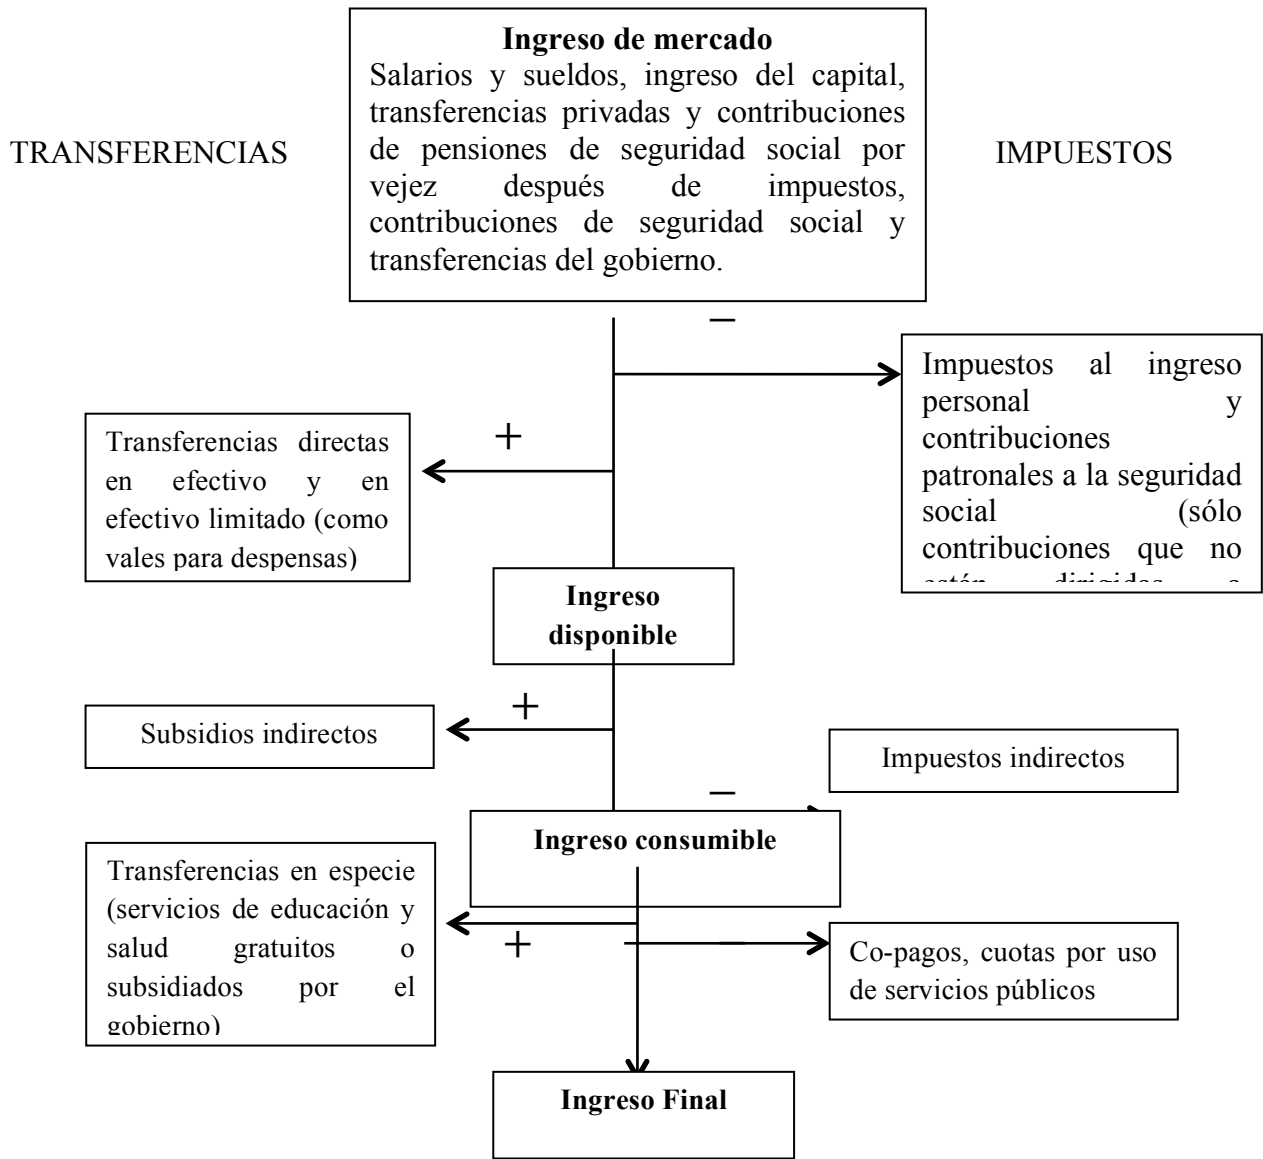 Ingreso de mercado
Salarios y sueldos, ingreso del capital,
transferencias privadas y contribuciones
de pensiones de seguridad social por
vejez después de impuestos,
contribuciones de seguridad social y
transferencias del gobierno.
TRANSFERENCIAS
IMPUESTOS
–
Impuestos al ingreso
personal y
contribuciones
patronales a la seguridad
social (sólo
contribuciones que no
+
Transferencias directas
en efectivo y en
efectivo limitado (como
vales para despensas)
Ingreso
disponible
+
Subsidios indirectos
Impuestos indirectos
–
Ingreso consumible
Transferencias en especie
(servicios de educación y
salud gratuitos o
subsidiados por el
gobierno)
+
–
Co-pagos, cuotas por uso
de servicios públicos
Ingreso Final